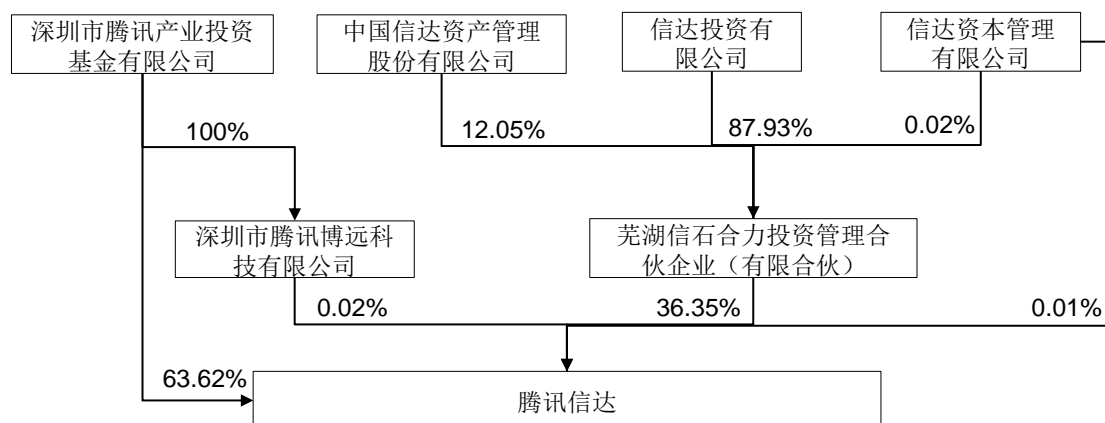 深圳市腾讯产业投资
基金有限公司
中国信达资产管理
股份有限公司
信达投资有
限公司
信达资本管理
有限公司
100%
12.05%
87.93%
0.02%
深圳市腾讯博远科
技有限公司
芜湖信石合力投资管理合
伙企业（有限合伙）
0.02%
36.35%
0.01%
63.62%
腾讯信达